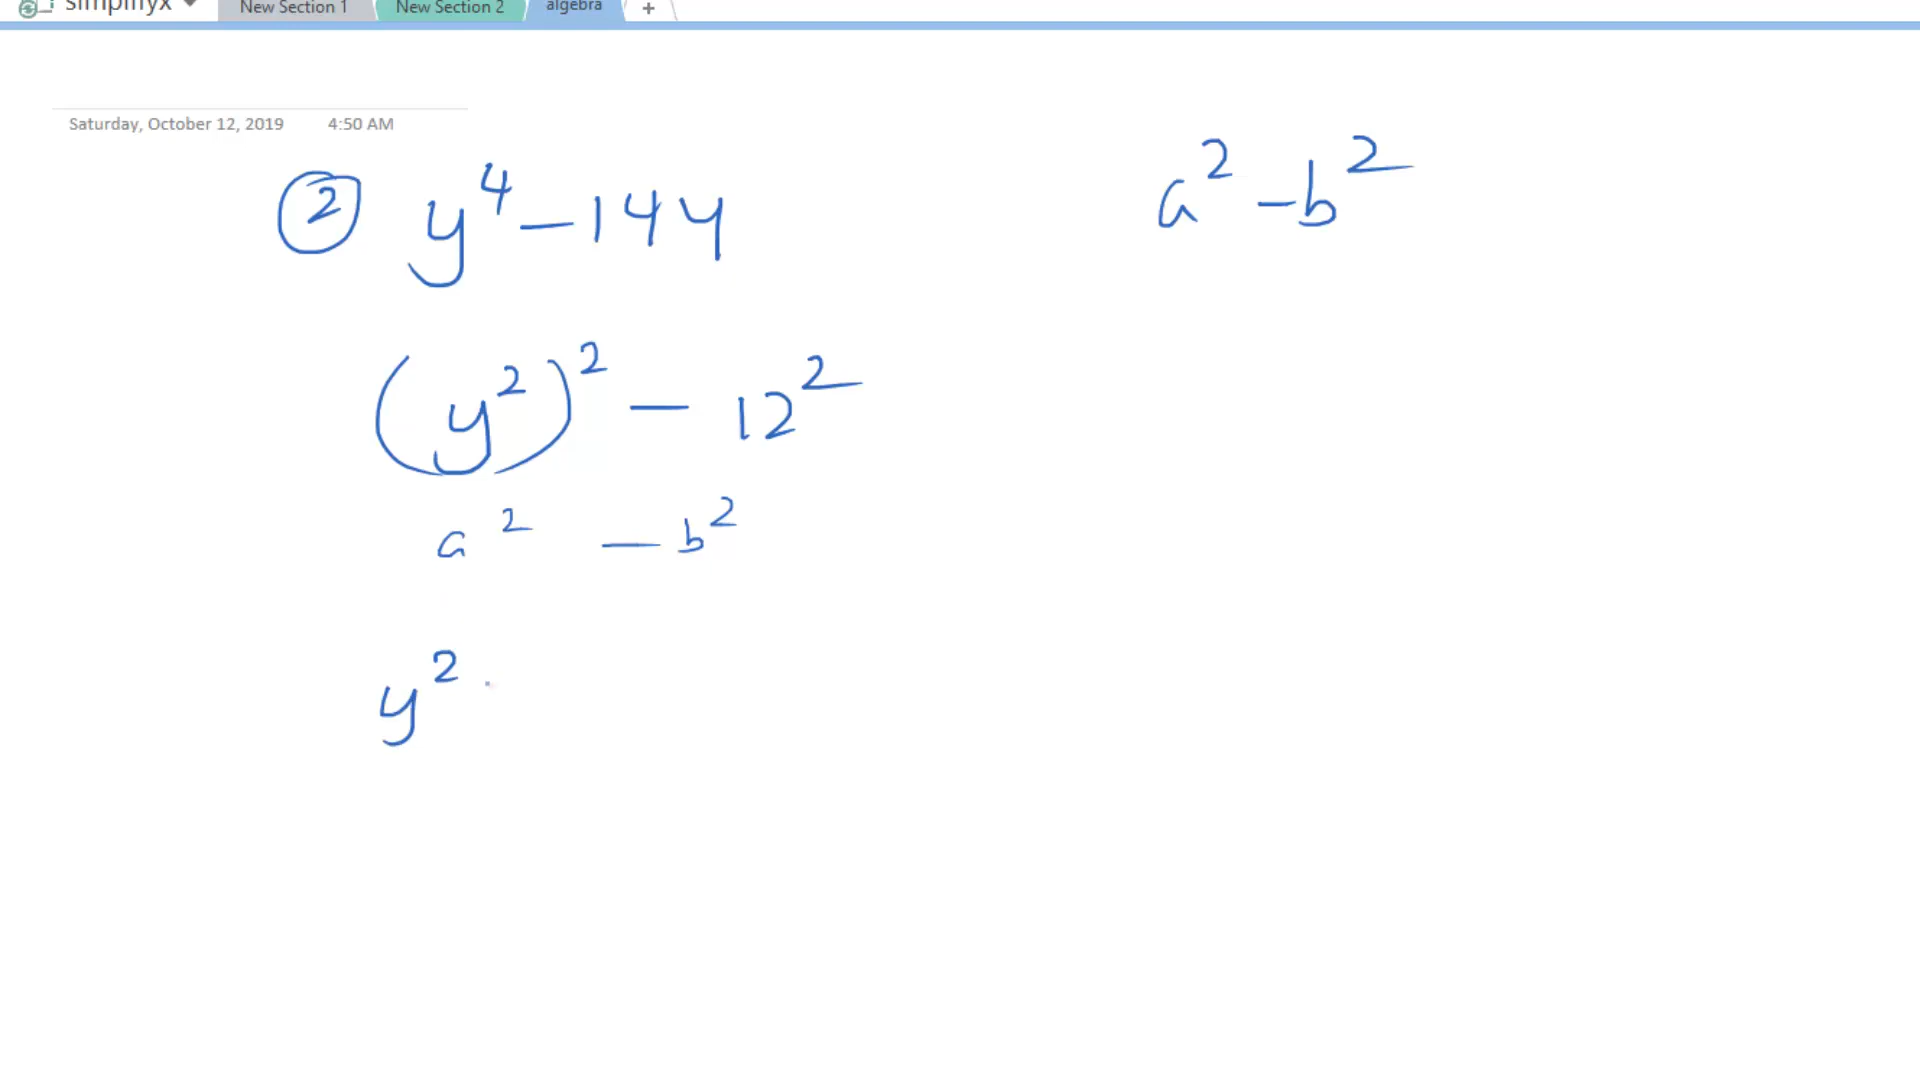 simplifyx New Section 1 New Section 2 algebra +
Saturday, October 12, 2019 4:50 AM
② y⁴ – 144
a² – b²
(y²)² – 12²
a² – b²
y²